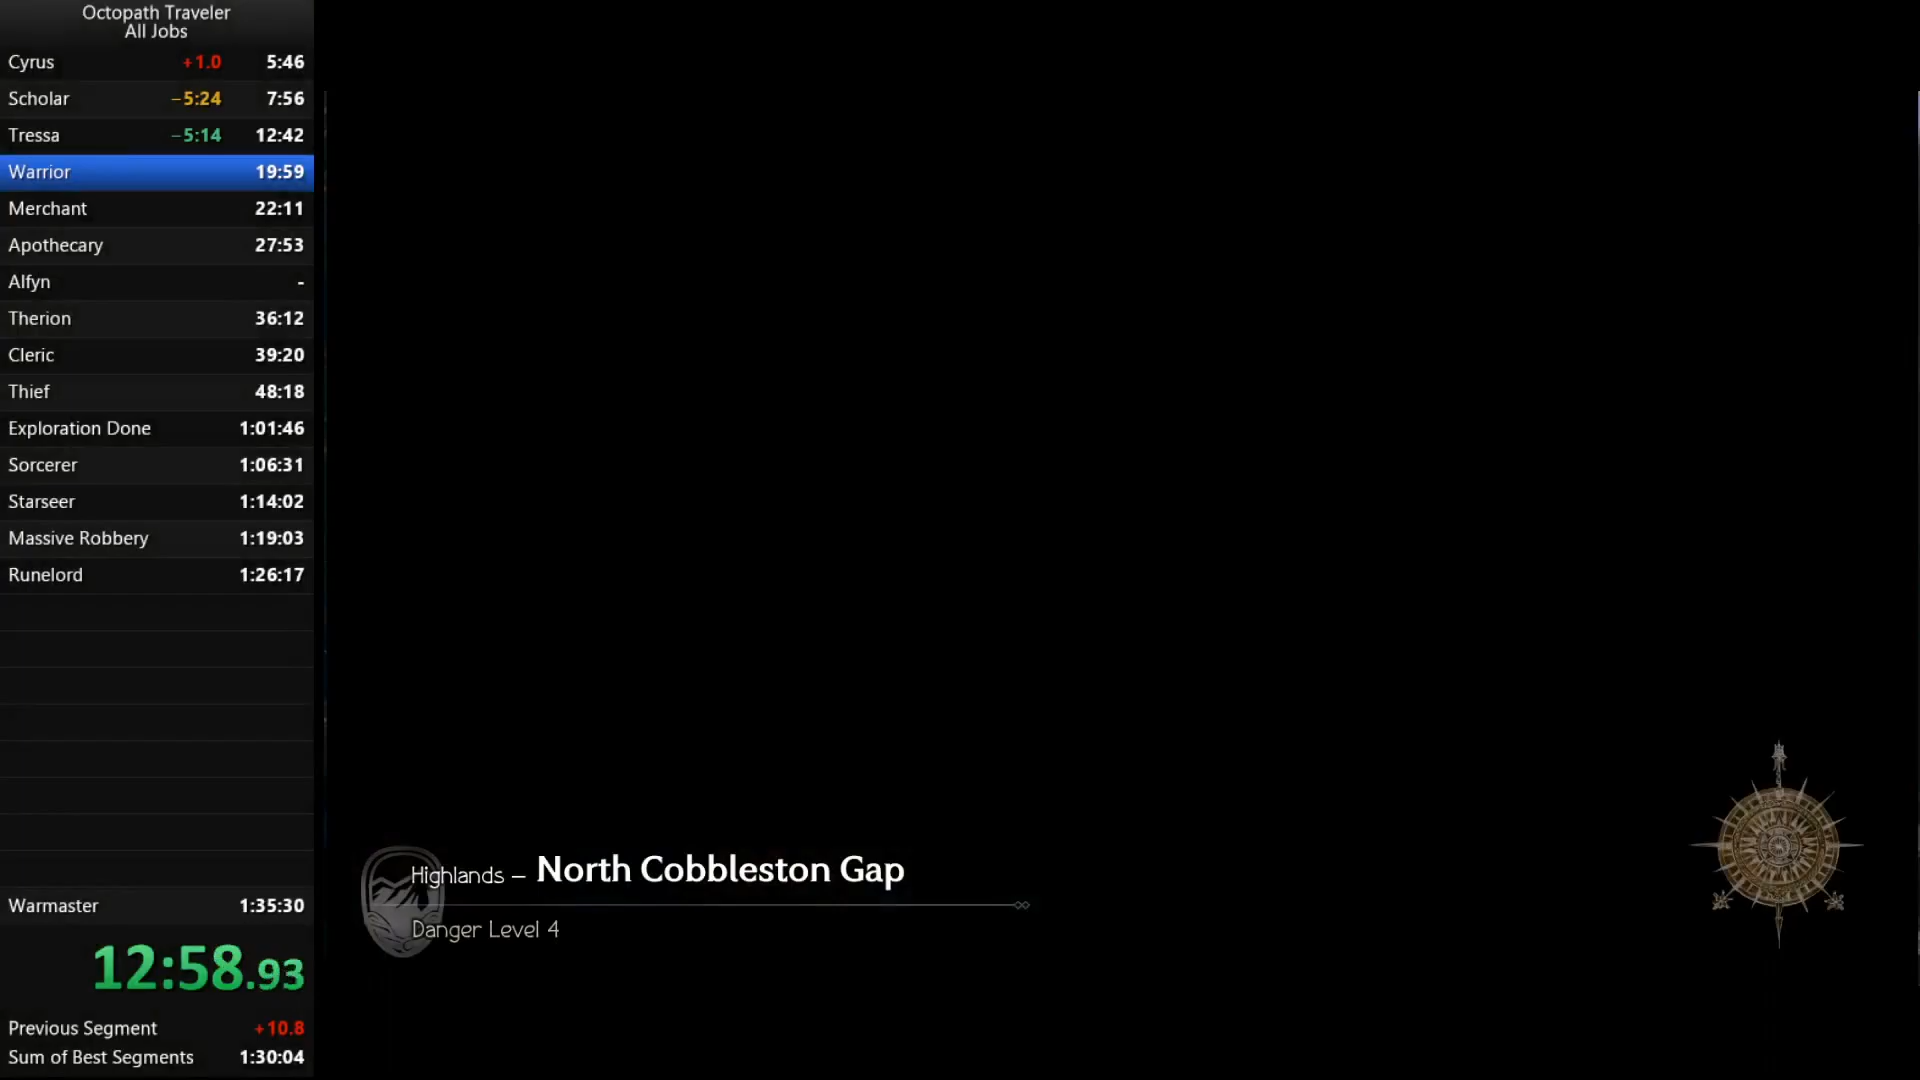 Octopath Traveler
All Jobs
Cyrus +1.0 5:46
Scholar −5:24 7:56
Tressa −5:14 12:42
Warrior 19:59
Merchant 22:11
Apothecary 27:53
Alfyn -
Therion 36:12
Cleric 39:20
Thief 48:18
Exploration Done 1:01:46
Sorcerer 1:06:31
Starseer 1:14:02
Massive Robbery 1:19:03
Runelord 1:26:17
Warmaster 1:35:30
12:58.93
Previous Segment +10.8
Sum of Best Segments 1:30:04
Highlands – North Cobbleston Gap
Danger Level 4